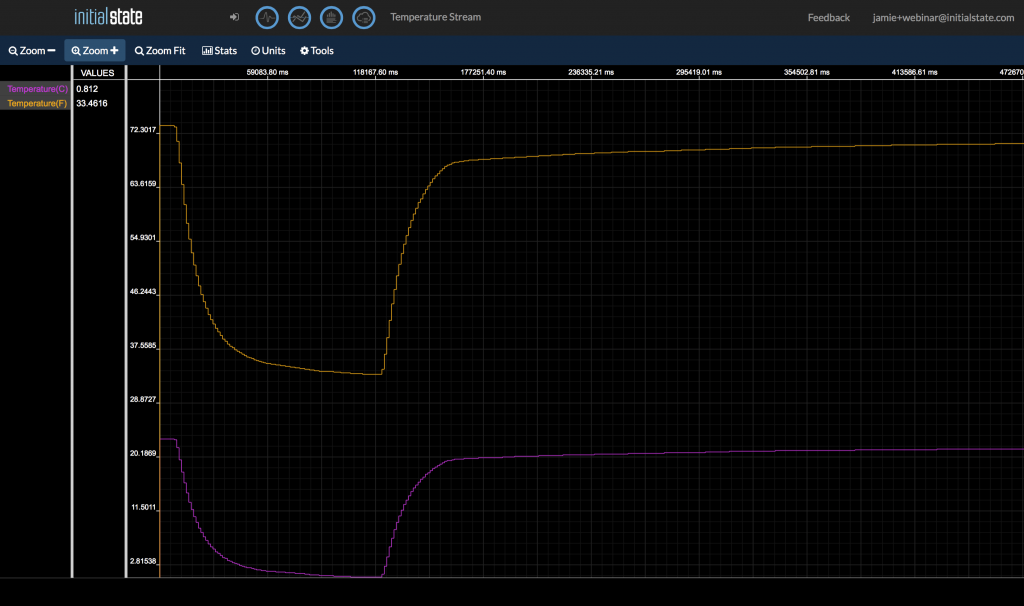 initialstate Temperature Stream Feedback jamie+webinar@initialstate.com
Zoom Zoom Zoom Fit Stats Units Tools
VALUES 59083.80 ms 118167.60 ms 177251.40 ms 236335.21 ms 295419.01 ms 354502.81 ms 413586.61 ms 472670
Temperature(C) 0.812
Temperature(F) 33.4616
72.3017
63.6159
54.9301
46.2443
37.5585
28.8727
20.1869
11.5011
2.81538